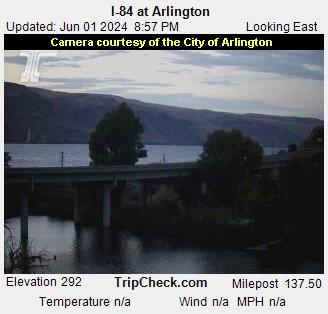 I-84 at Arlington
Updated: Jun 01 2024 8:57 PM Looking East
Camera courtesy of the City of Arlington
Elevation 292 TripCheck.com Milepost 137.50
Temperature n/a Wind n/a MPH n/a